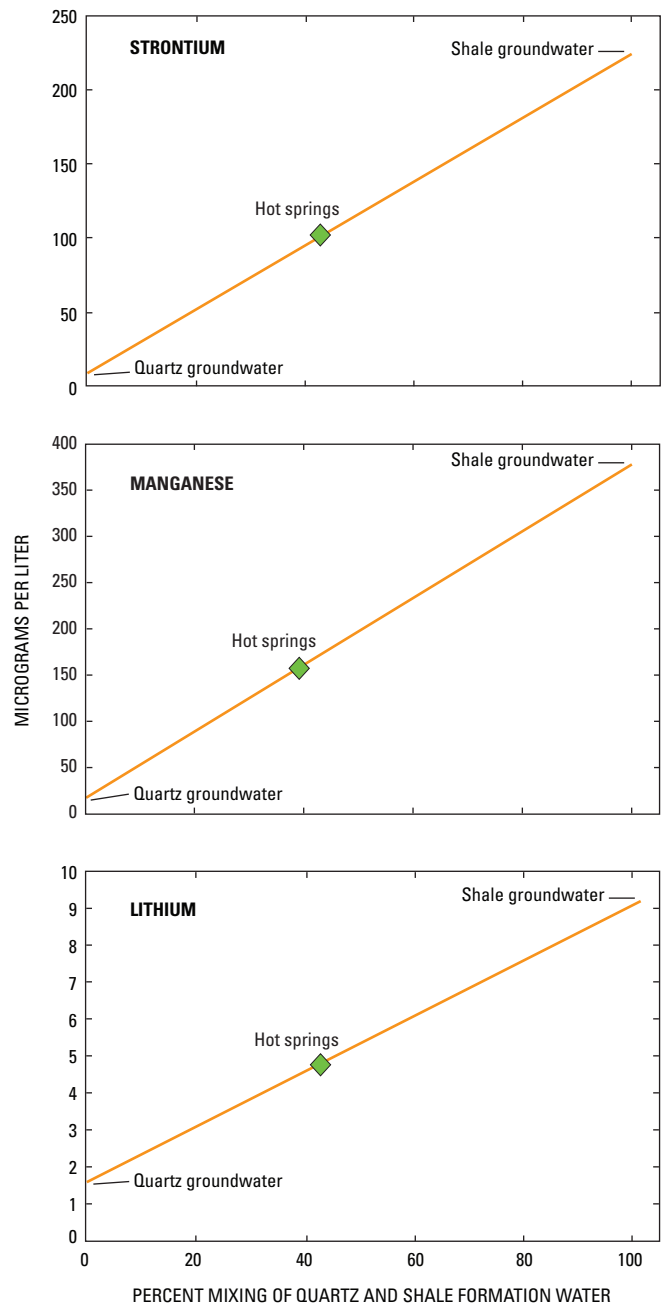 250
STRONTIUM
Shale groundwater
200
150
Hot springs
100
50
Quartz groundwater
0
400
MANGANESE
Shale groundwater
350
300
250
Hot springs
200
150
100
50
Quartz groundwater
0
MICROGRAMS PER LITER
10
LITHIUM
Shale groundwater
9
8
7
6
Hot springs
5
4
3
2
Quartz groundwater
1
0
0 20 40 60 80 100
PERCENT MIXING OF QUARTZ AND SHALE FORMATION WATER